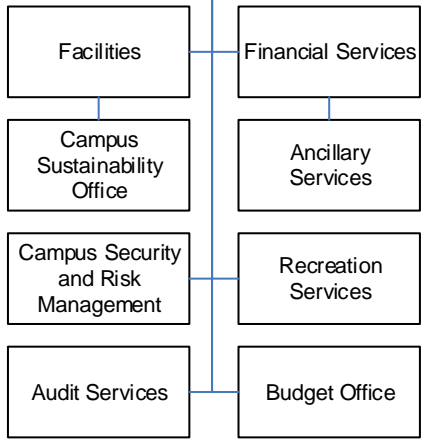 Facilities
Financial Services
Campus
Sustainability
Office
Ancillary
Services
Campus Security
and Risk
Management
Recreation
Services
Audit Services
Budget Office